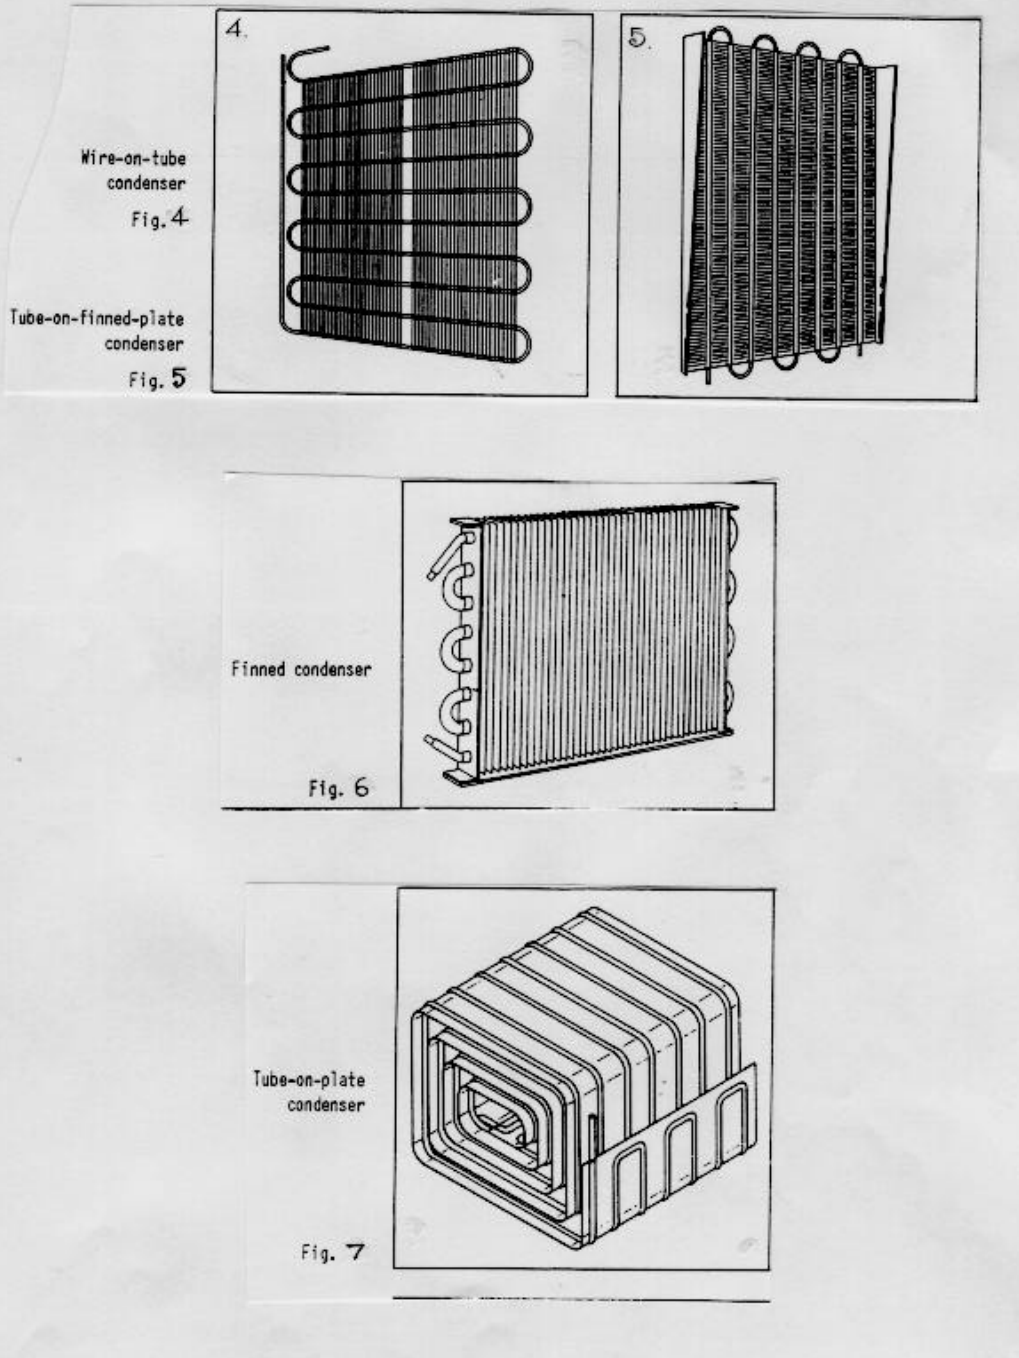 4.
5.
Wire-on-tube
condenser
Fig. 4
Tube-on-finned-plate
condenser
Fig. 5
Finned condenser
Fig. 6
Tube-on-plate
condenser
Fig. 7